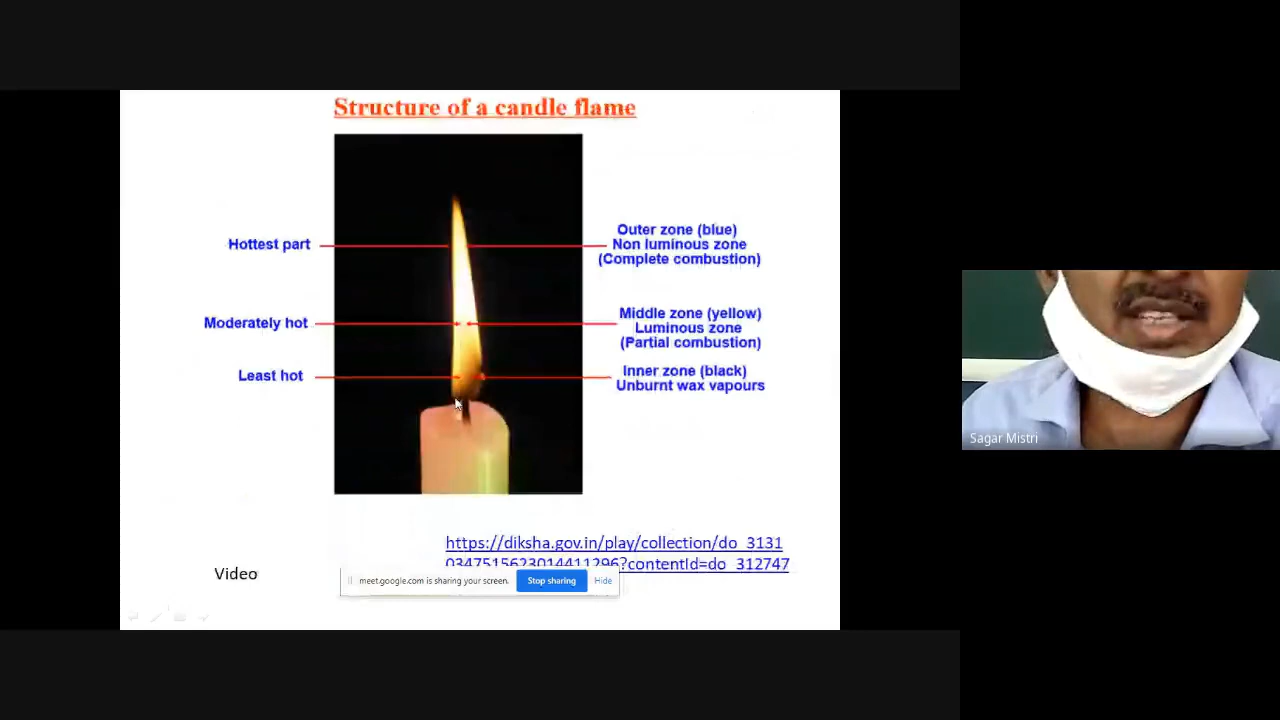 Structure of a candle flame
Hottest part
Outer zone (blue)
Non luminous zone
(Complete combustion)
Moderately hot
Middle zone (yellow)
Luminous zone
(Partial combustion)
Least hot
Inner zone (black)
Unburnt wax vapours
https://diksha.gov.in/play/collection/do_3131
0347515623014411296?contentId=do_312747
Video
meet.google.com is sharing your screen.
Stop sharing
Hide
Sagar Mistri